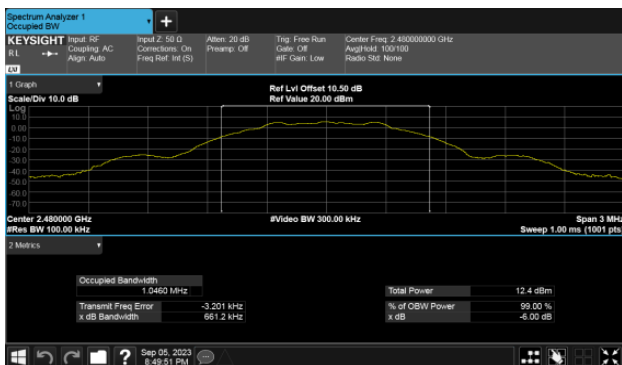 Spectrum Analyzer 1
Occupied BW
KEYSIGHT
R L
LXI
Input: RF
Coupling: AC
Align: Auto
Input Z: 50 Ω
Corrections: On
Freq Ref: Int (S)
Atten: 20 dB
Preamp: Off
Trig: Free Run
Gate: Off
#IF Gain: Low
Center Freq: 2.480000000 GHz
Avg|Hold: 100/100
Radio Std: None
1 Graph
Scale/Div 10.0 dB
Ref Lvl Offset 10.50 dB
Ref Value 20.00 dBm
Log
10.0
0.00
-10.0
-20.0
-30.0
-40.0
-50.0
-60.0
-70.0
Center 2.480000 GHz
#Res BW 100.00 kHz
#Video BW 300.00 kHz
Span 3 MHz
Sweep 1.00 ms (1001 pts)
2 Metrics
Occupied Bandwidth
1.0460 MHz
Transmit Freq Error -3.201 kHz
x dB Bandwidth 661.2 kHz
Total Power 12.4 dBm
% of OBW Power 99.00 %
x dB -6.00 dB
?
Sep 05, 2023
8:49:51 PM